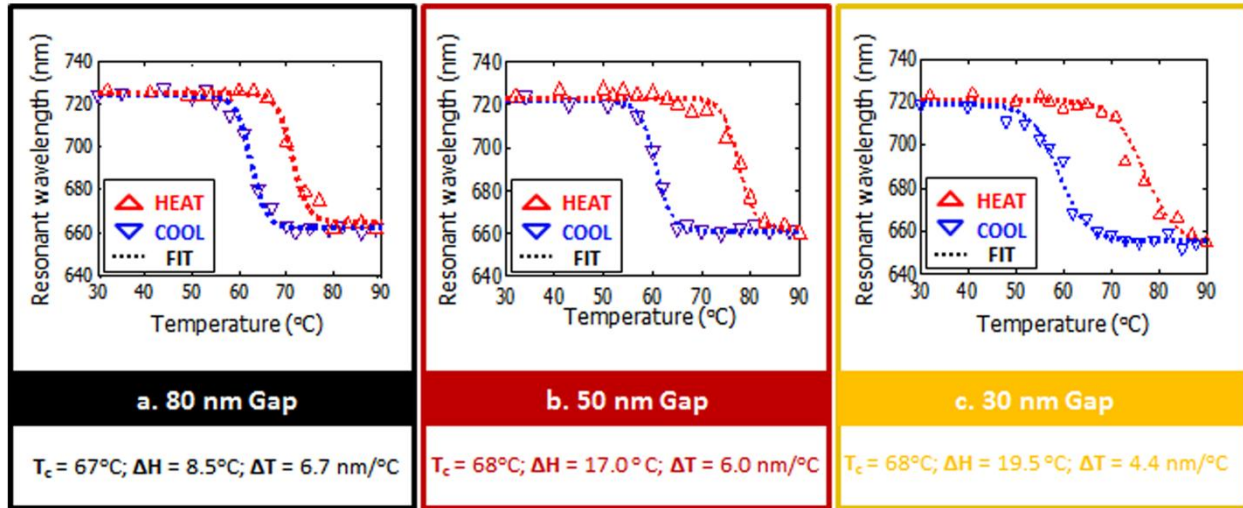 740
720
700
680
660
640
Resonant wavelength (nm)
HEAT
COOL
FIT
30 40 50 60 70 80 90
Temperature (°C)
a. 80 nm Gap
T_c = 67°C; ΔH = 8.5°C; ΔT = 6.7 nm/°C
740
720
700
680
660
640
Resonant wavelength (nm)
HEAT
COOL
FIT
30 40 50 60 70 80 90
Temperature (°C)
b. 50 nm Gap
T_c = 68°C; ΔH = 17.0° C; ΔT = 6.0 nm/°C
740
720
700
680
660
640
Resonant wavelength (nm)
HEAT
COOL
FIT
30 40 50 60 70 80 90
Temperature (°C)
c. 30 nm Gap
T_c = 68°C; ΔH = 19.5 °C; ΔT = 4.4 nm/°C